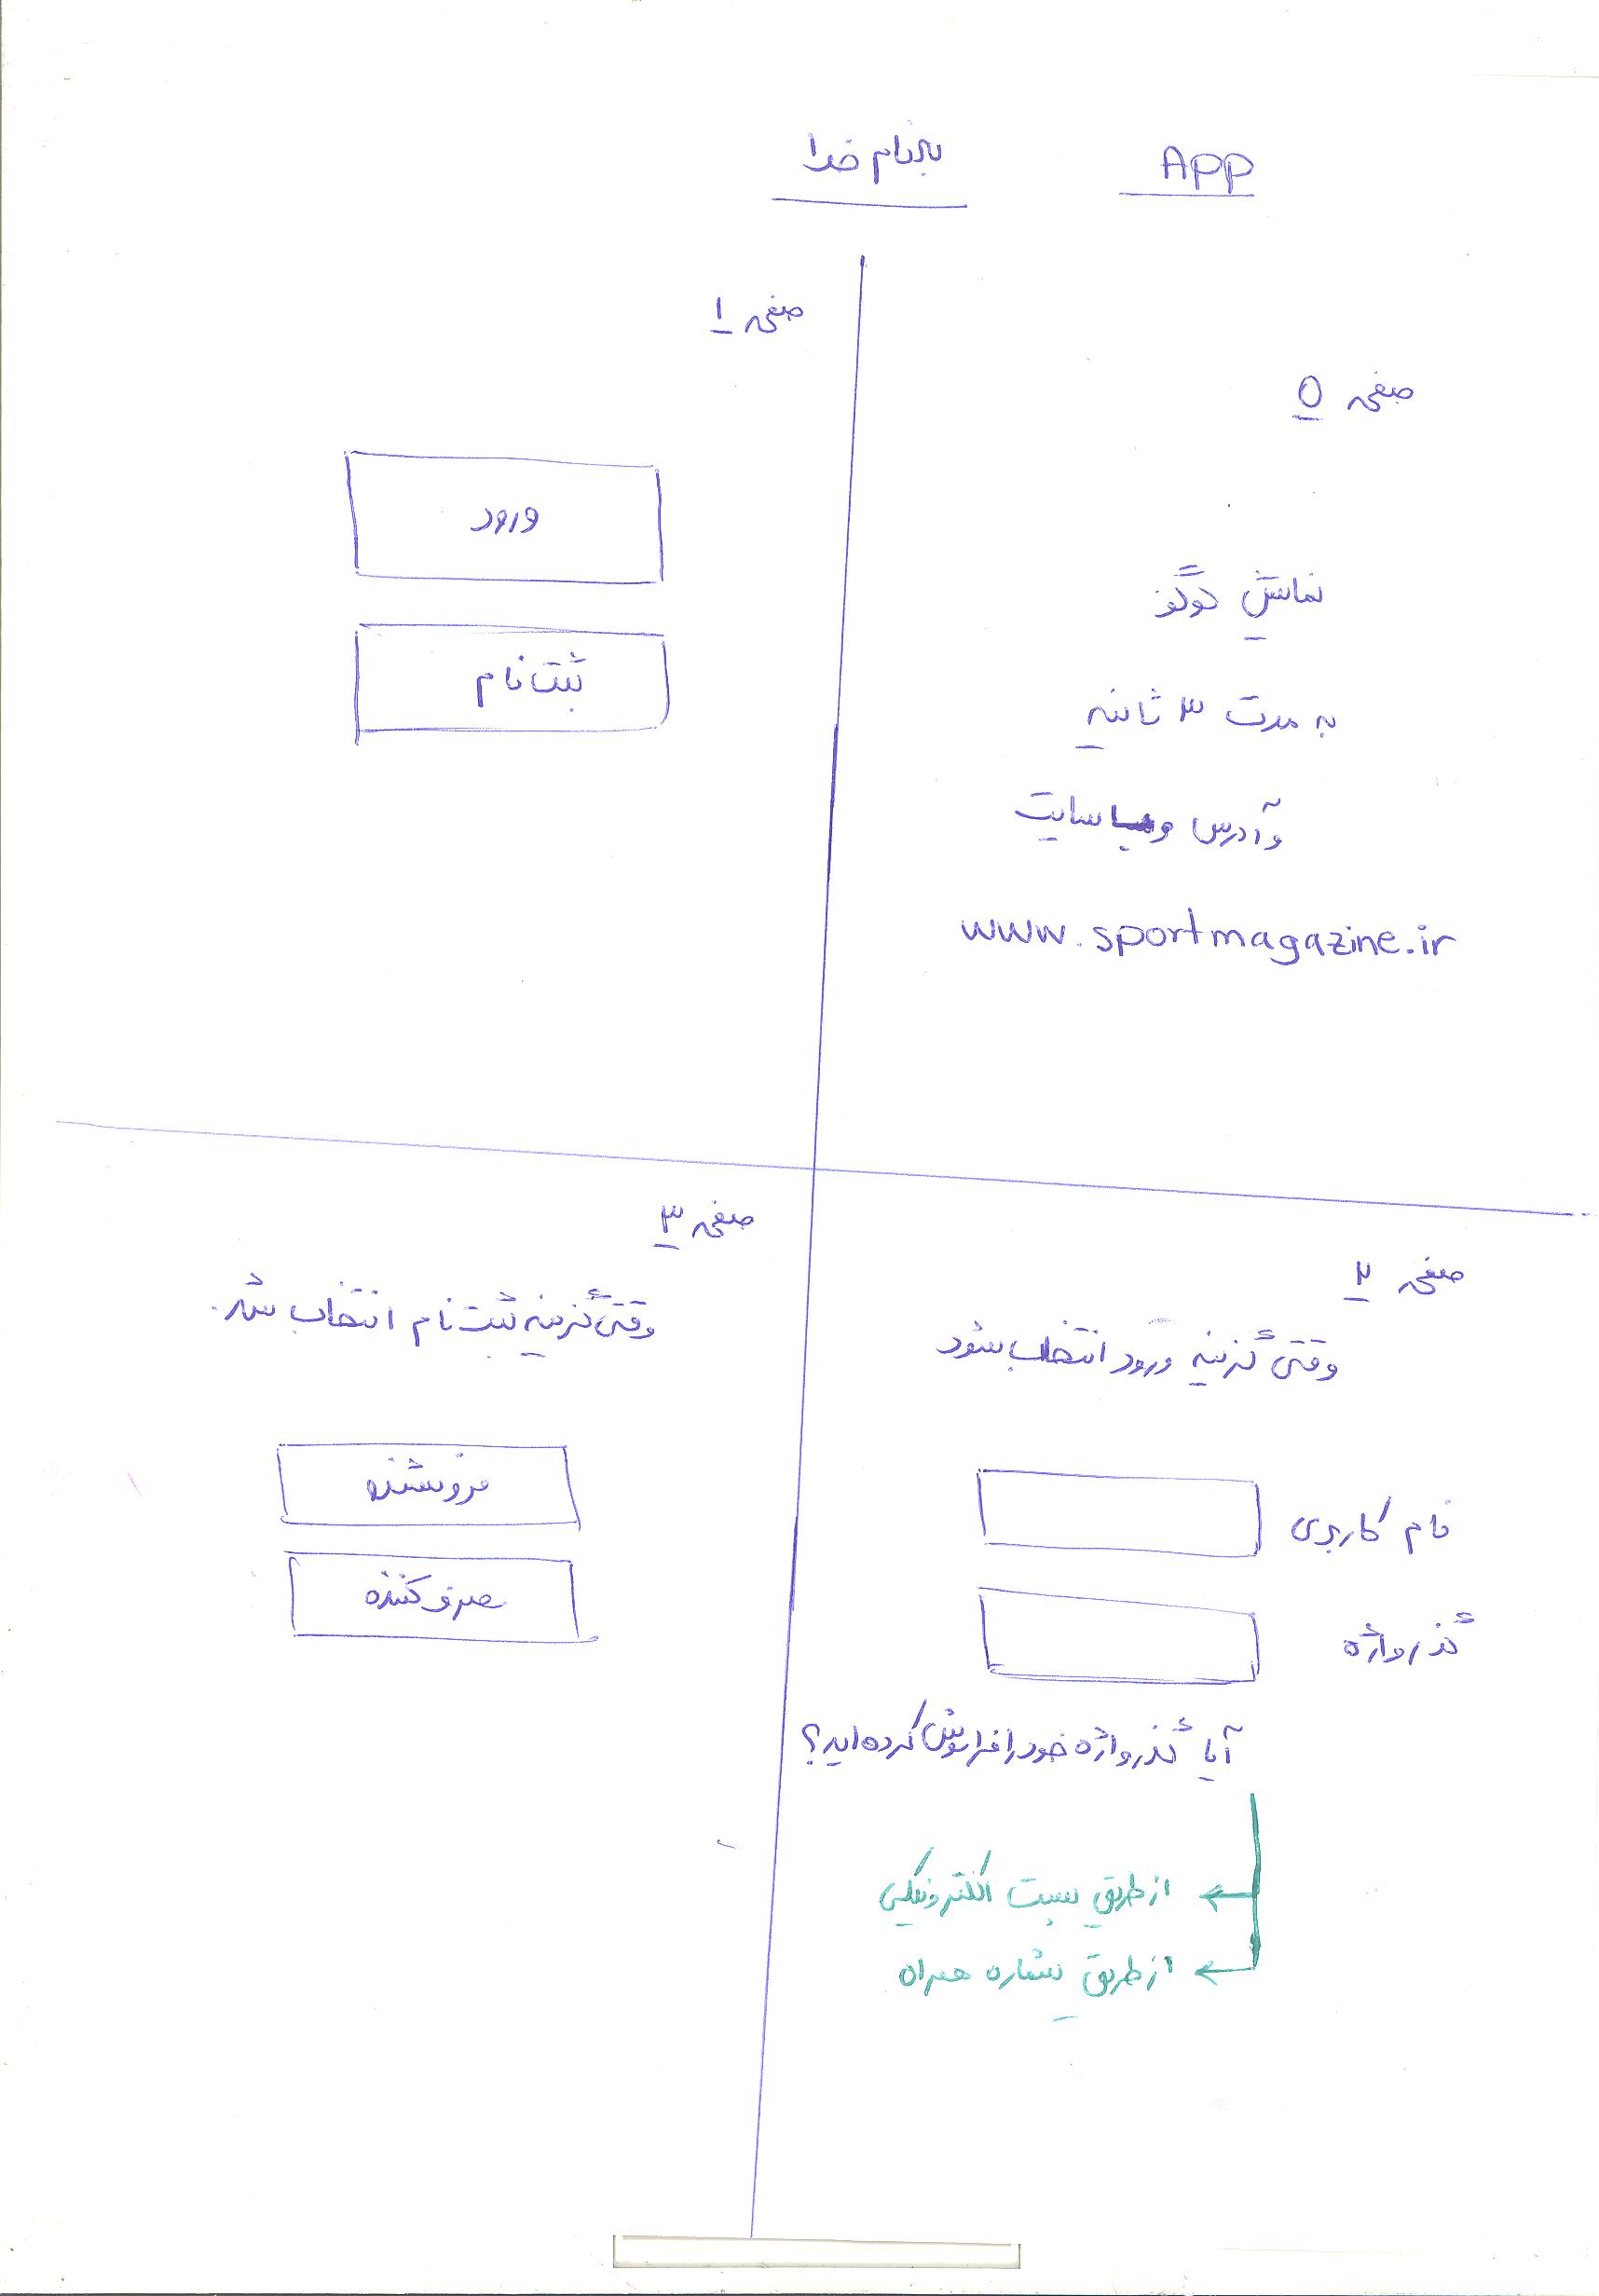 به نام خدا
App
صفحه 0
نمایش لوگو
به مدت ۳ ثانیه
و آدرس وب‌سایت
www.sportmagazine.ir
صفحه ۱
ورود
ثبت نام
صفحه ۲
وقتی گزینه ورود انتخاب شود
نام کاربری
گذرواژه
آیا گذرواژه خود را فراموش کرده اید؟
از طریق پست الکترونیکی
از طریق شماره همراه
صفحه ۳
وقتی گزینه ثبت نام انتخاب شد.
فروشنده
مصرف کننده